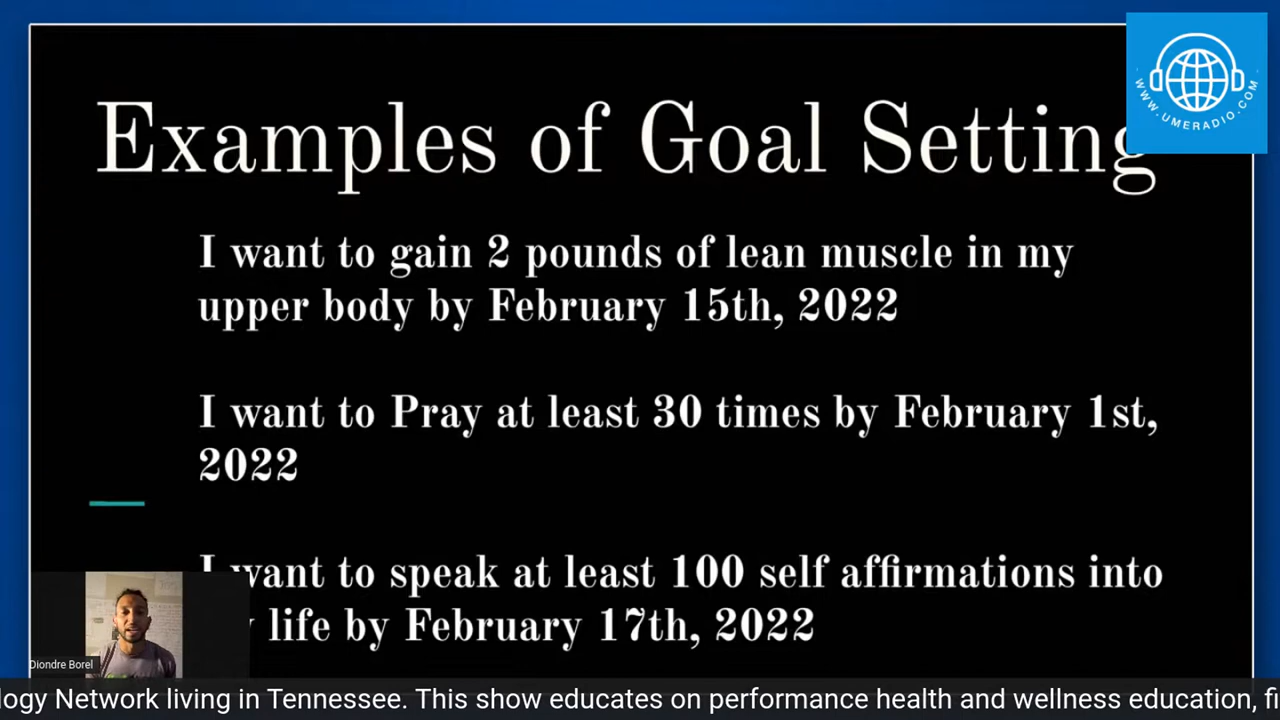 Examples of Goal Setting
WWW.UMERADIO.COM
I want to gain 2 pounds of lean muscle in my
upper body by February 15th, 2022
I want to Pray at least 30 times by February 1st,
2022
I want to speak at least 100 self affirmations into
life by February 17th, 2022
Diondre Borel
logy Network living in Tennessee. This show educates on performance health and wellness education, fi